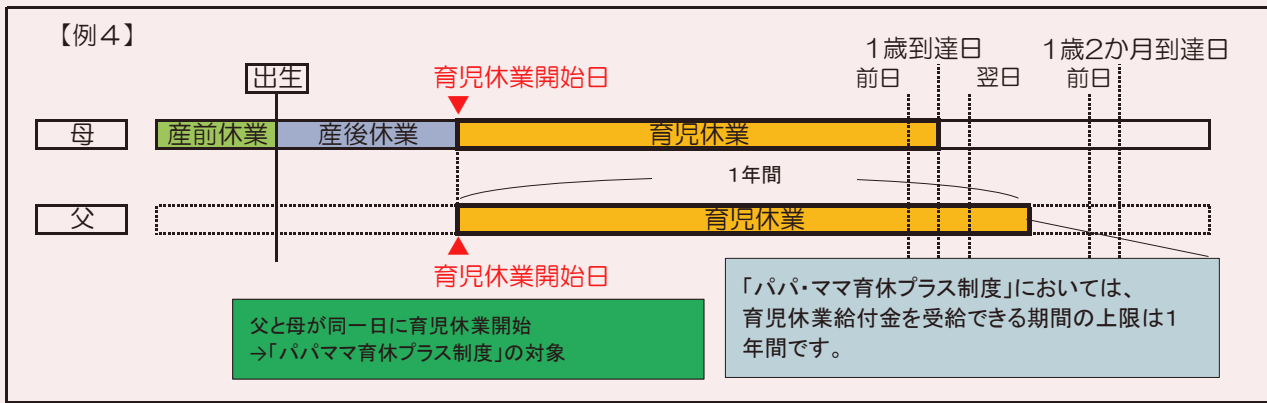 【例４】
１歳到達日
１歳２か月到達日
出生
育児休業開始日
前日
翌日
前日
母
産前休業
産後休業
育児休業
１年間
父
育児休業
育児休業開始日
父と母が同一日に育児休業開始
→「パパママ育休プラス制度」の対象
「パパ・ママ育休プラス制度」においては、
育児休業給付金を受給できる期間の上限は１
年間です。